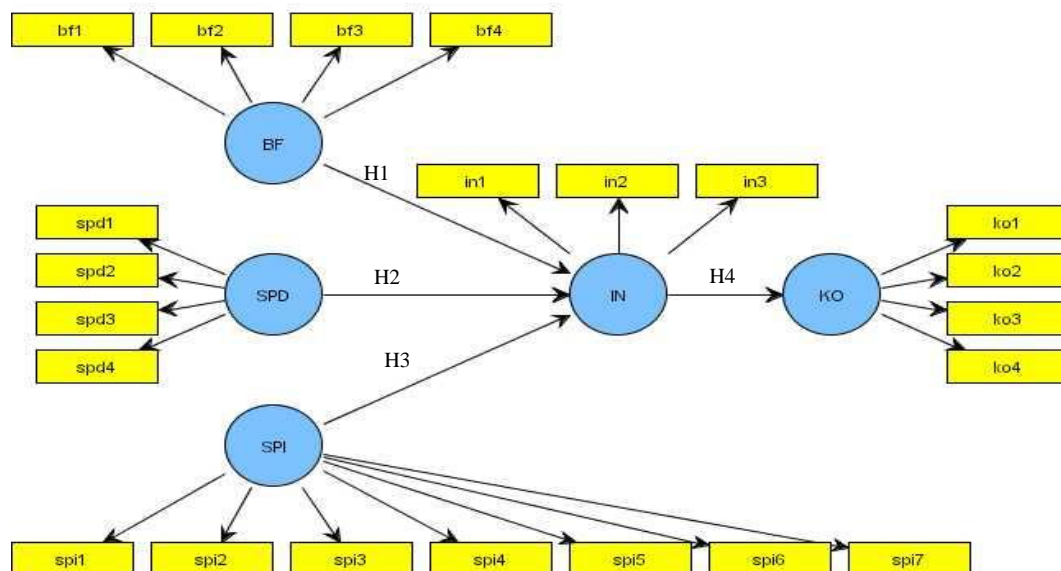 bf1 bf2 bf3 bf4
BF
H1
in1 in2 in3
spd1
spd2
spd3
spd4
SPD
H2
IN
H4
KO
ko1
ko2
ko3
ko4
H3
SPI
spi1 spi2 spi3 spi4 spi5 spi6 spi7